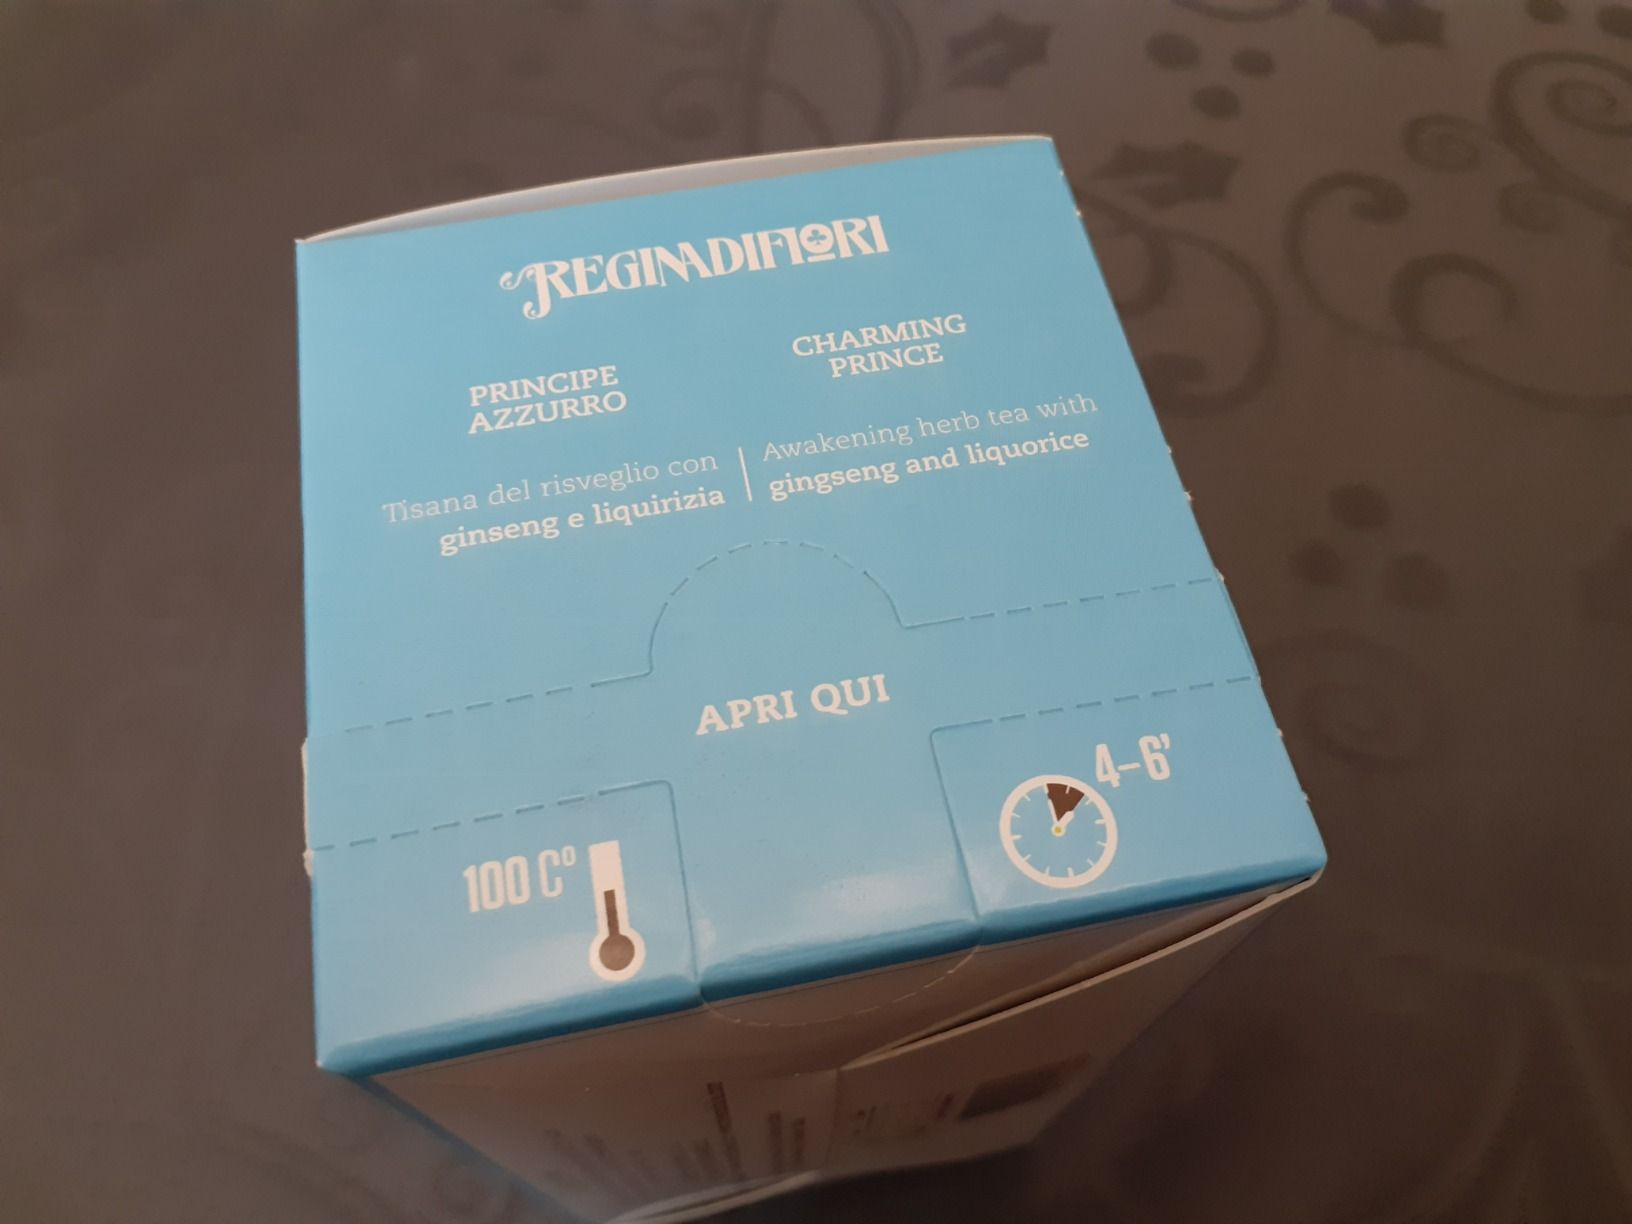 REGINADIFIORI
PRINCIPE
AZZURRO
Tisana del risveglio con
ginseng e liquirizia
CHARMING
PRINCE
Awakening herb tea with
gingseng and liquorice
APRI QUI
100 C°
4–6'